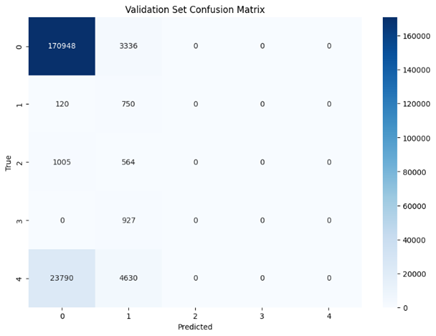 Validation Set Confusion Matrix
True
0 170948 3336 0 0 0
1 120 750 0 0 0
2 1005 564 0 0 0
3 0 927 0 0 0
4 23790 4630 0 0 0
0 1 2 3 4
Predicted
160000
140000
120000
100000
80000
60000
40000
20000
0